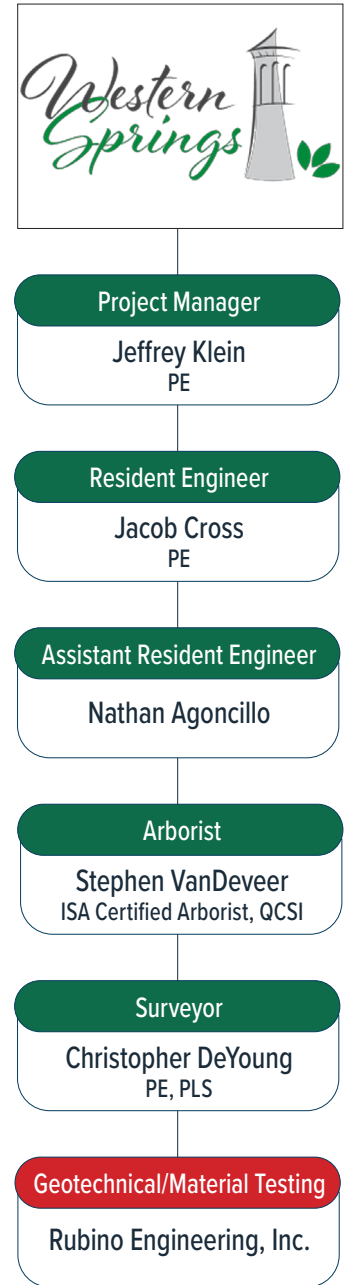 Western
Springs
Project Manager
Jeffrey Klein
PE
Resident Engineer
Jacob Cross
PE
Assistant Resident Engineer
Nathan Agoncillo
Arborist
Stephen VanDeveer
ISA Certified Arborist, QCSI
Surveyor
Christopher DeYoung
PE, PLS
Geotechnical/Material Testing
Rubino Engineering, Inc.